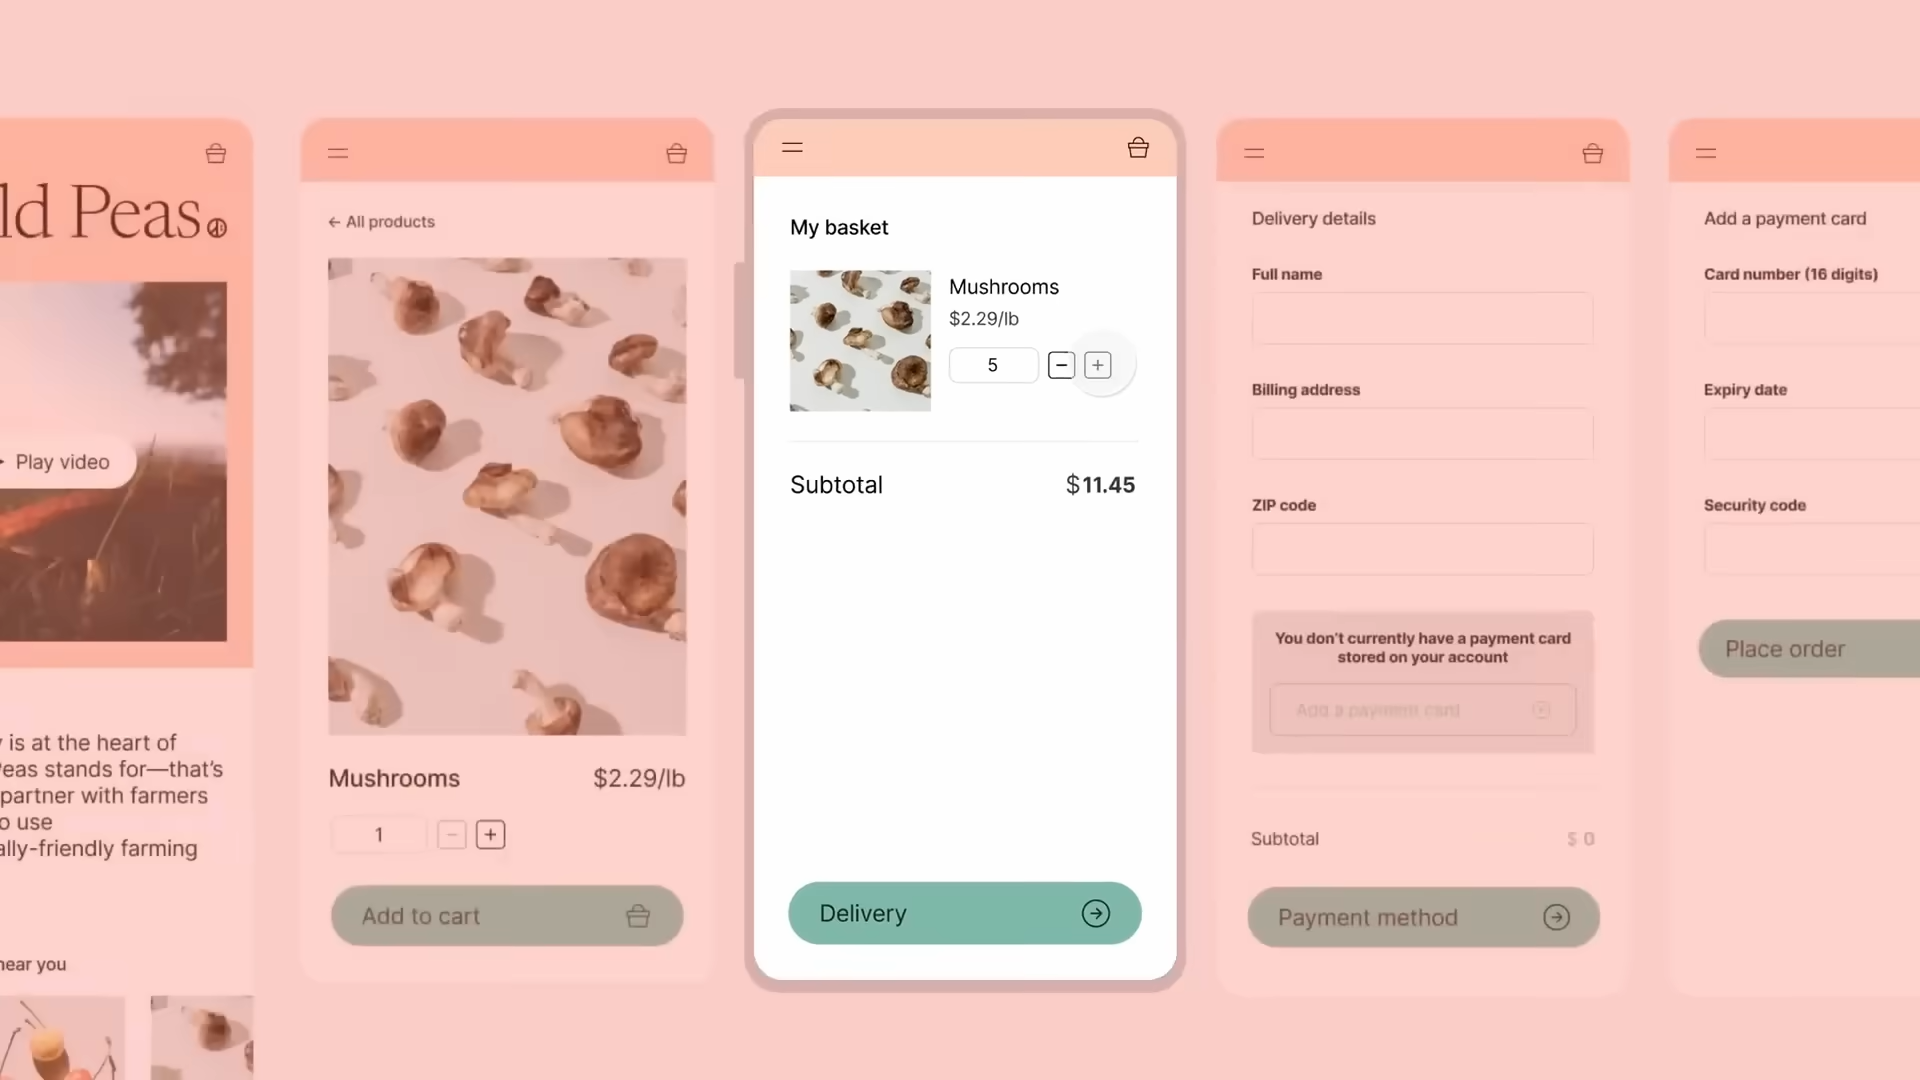 ld Peas
Play video
is at the heart of
eas stands for—that's
partner with farmers
o use
ally-friendly farming
near you
← All products
Mushrooms $2.29/lb
1 − +
Add to cart
My basket
Mushrooms
$2.29/lb
5 − +
Subtotal $11.45
Delivery
Delivery details
Full name
Billing address
ZIP code
You don't currently have a payment card
stored on your account
Add a payment card
Subtotal $ 0
Payment method
Add a payment card
Card number (16 digits)
Expiry date
Security code
Place order